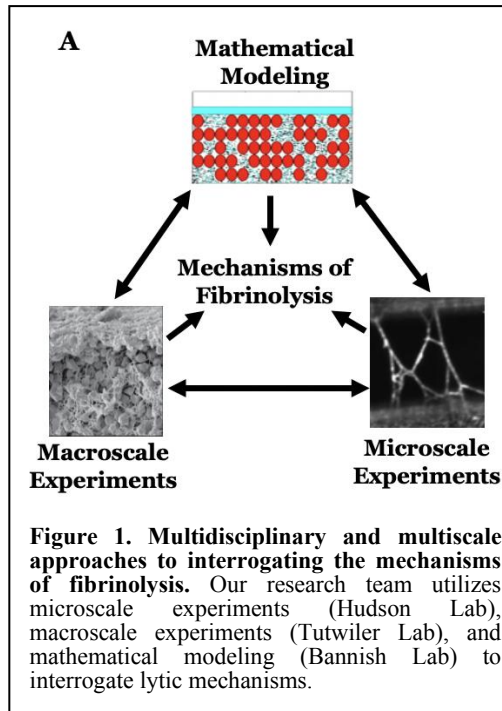 A
Mathematical
Modeling
Mechanisms of
Fibrinolysis
Macroscale
Experiments
Microscale
Experiments
Figure 1. Multidisciplinary and multiscale
approaches to interrogating the mechanisms
of fibrinolysis. Our research team utilizes
microscale experiments (Hudson Lab),
macroscale experiments (Tutwiler Lab), and
mathematical modeling (Bannish Lab) to
interrogate lytic mechanisms.